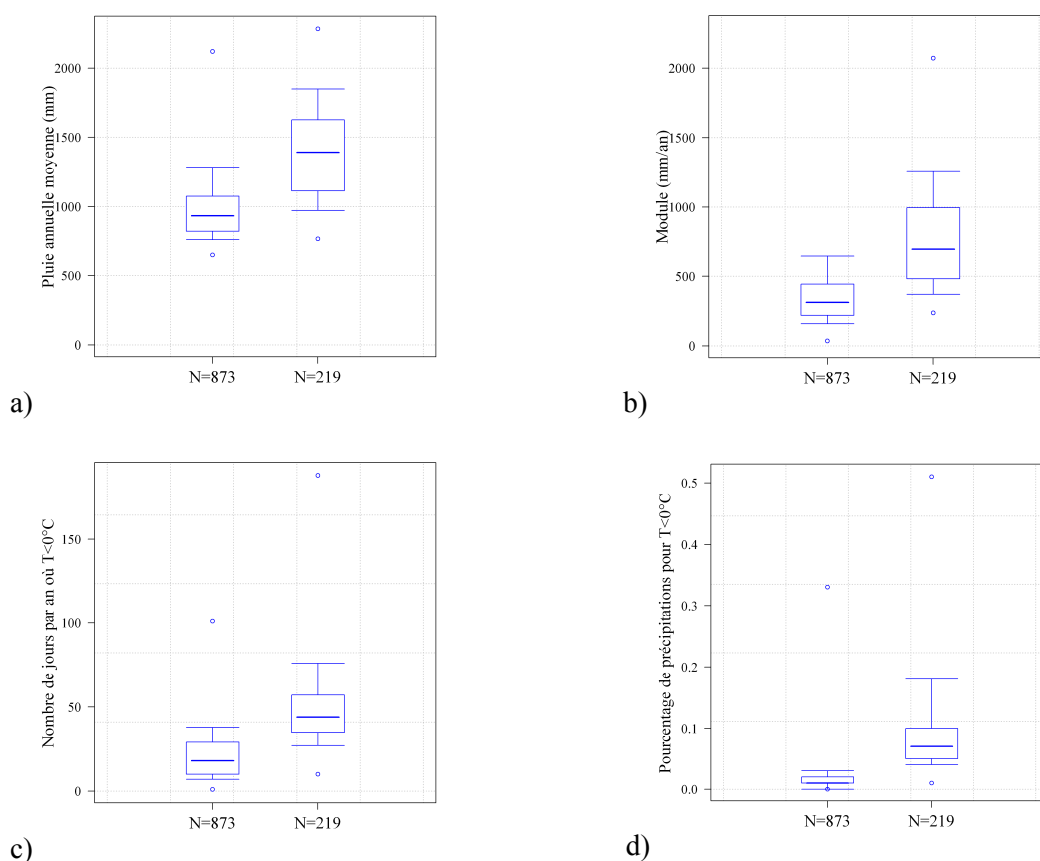 Pluie annuelle moyenne (mm)
2000
1500
1000
500
0
N=873 N=219
a)
Module (mm/an)
2000
1500
1000
500
0
N=873 N=219
b)
Nombre de jours par an où T<0°C
150
100
50
0
N=873 N=219
c)
Pourcentage de précipitations pour T<0°C
0.5
0.4
0.3
0.2
0.1
0.0
N=873 N=219
d)